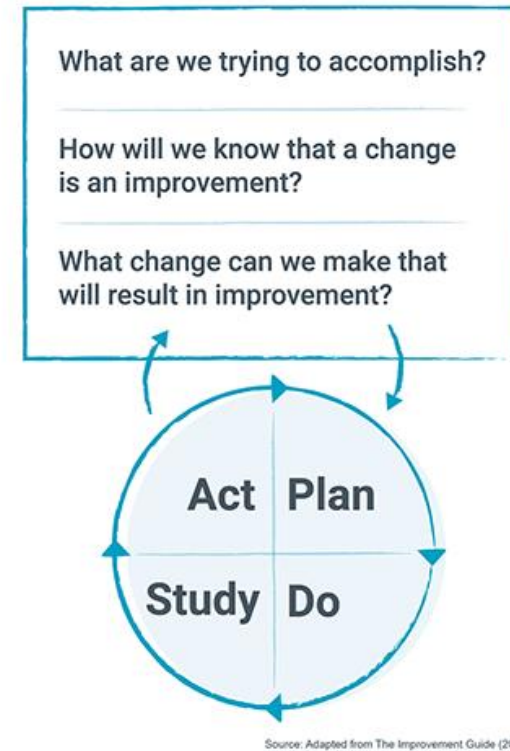 What are we trying to accomplish?
How will we know that a change
is an improvement?
What change can we make that
will result in improvement?
Act Plan
Study Do
Source: Adapted from The Improvement Guide